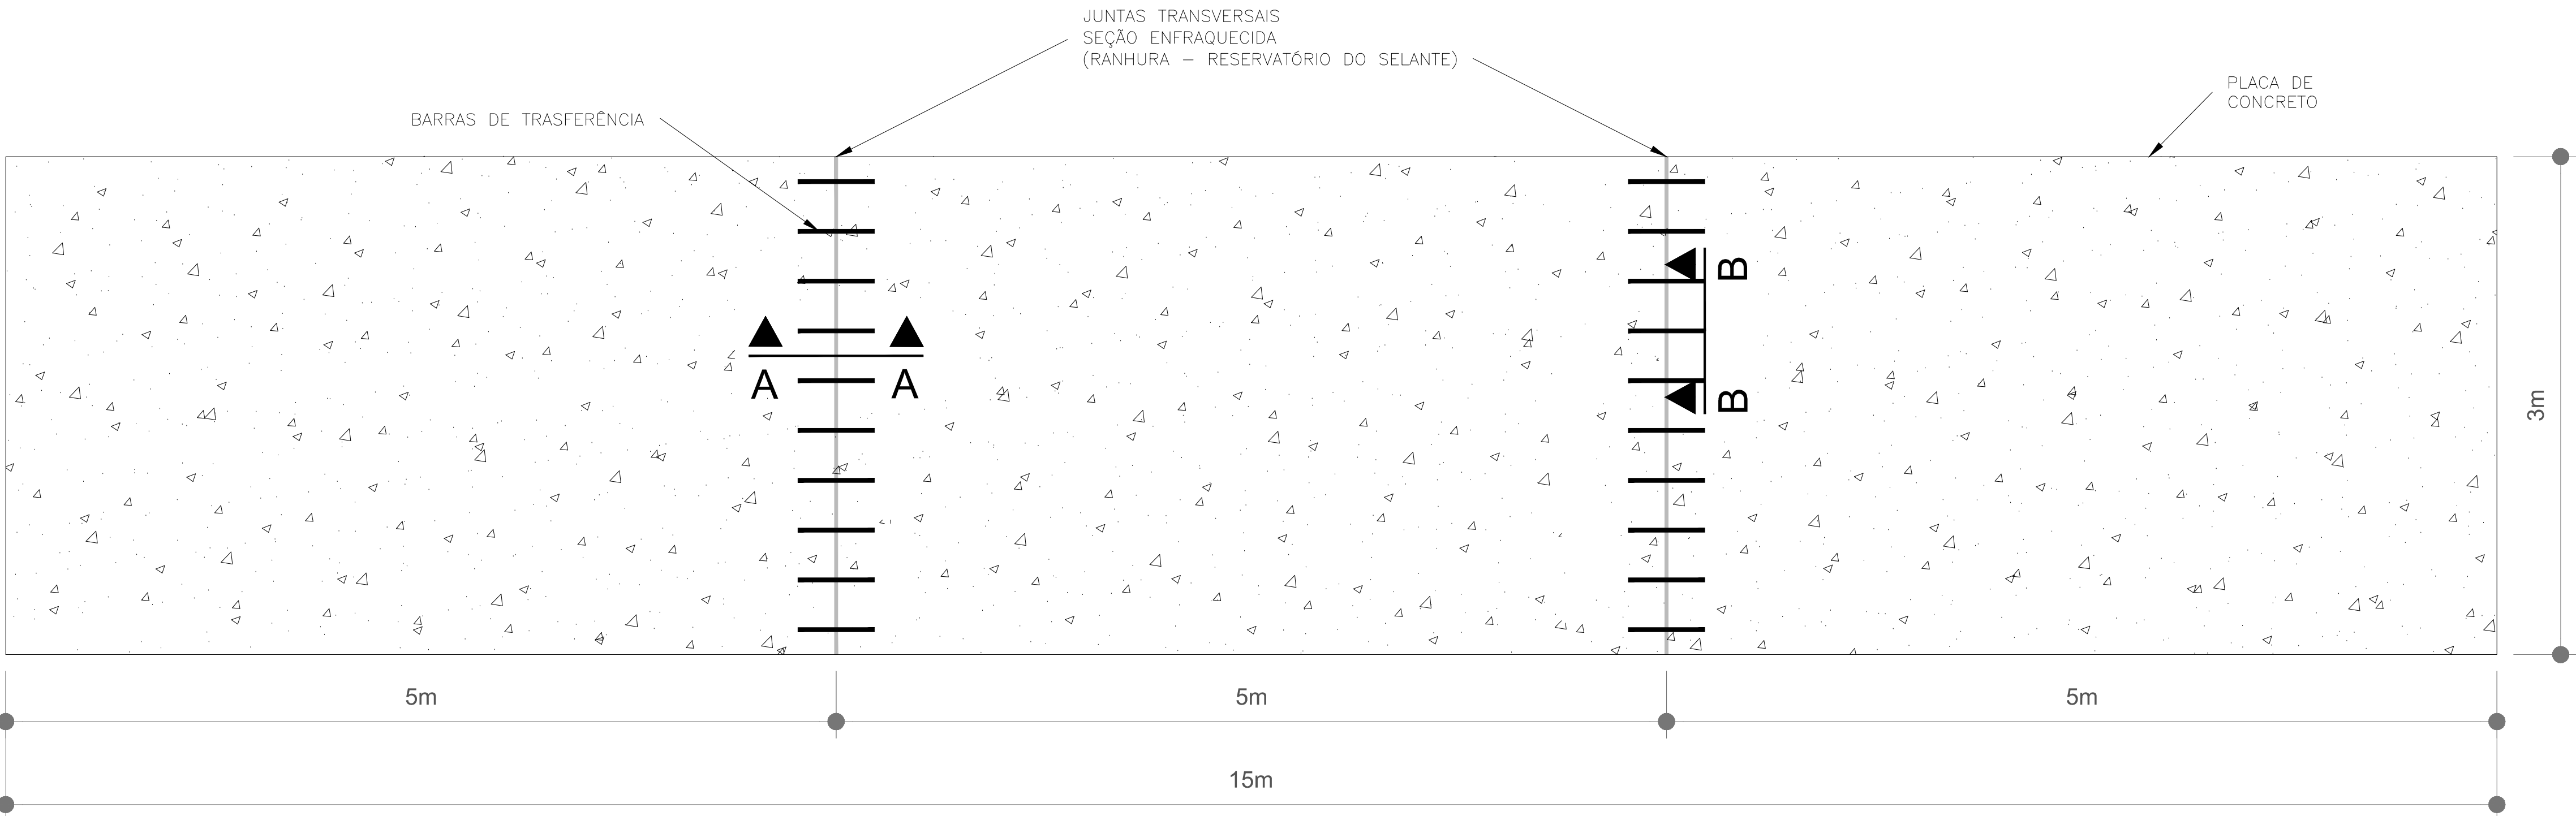 JUNTAS TRANSVERSAIS
SEÇÃO ENFRAQUECIDA
(RANHURA – RESERVATÓRIO DO SELANTE)
PLACA DE
CONCRETO
BARRAS DE TRASFERÊNCIA
B
A A
B
3m
5m 5m 5m
15m